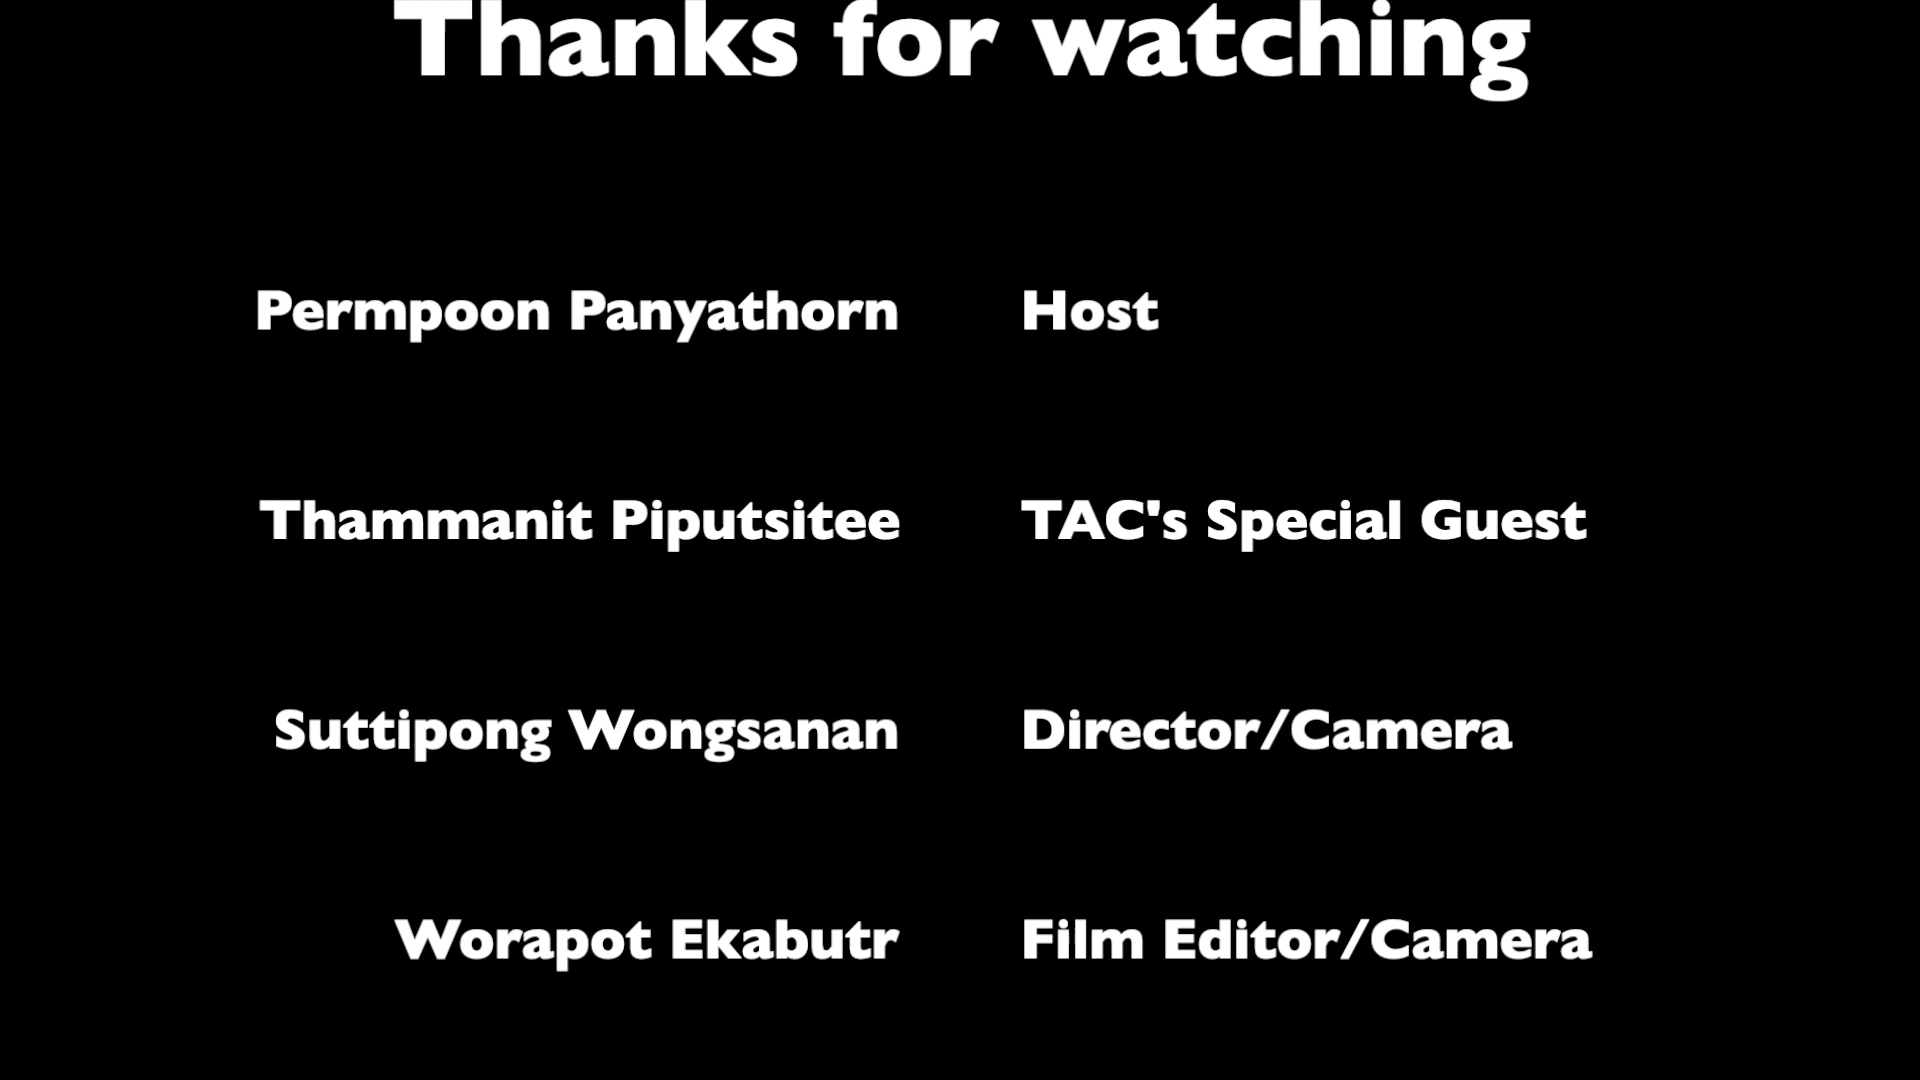 Thanks for watching
Permpoon Panyathorn Host
Thammanit Piputsitee TAC's Special Guest
Suttipong Wongsanan Director/Camera
Worapot Ekabutr Film Editor/Camera